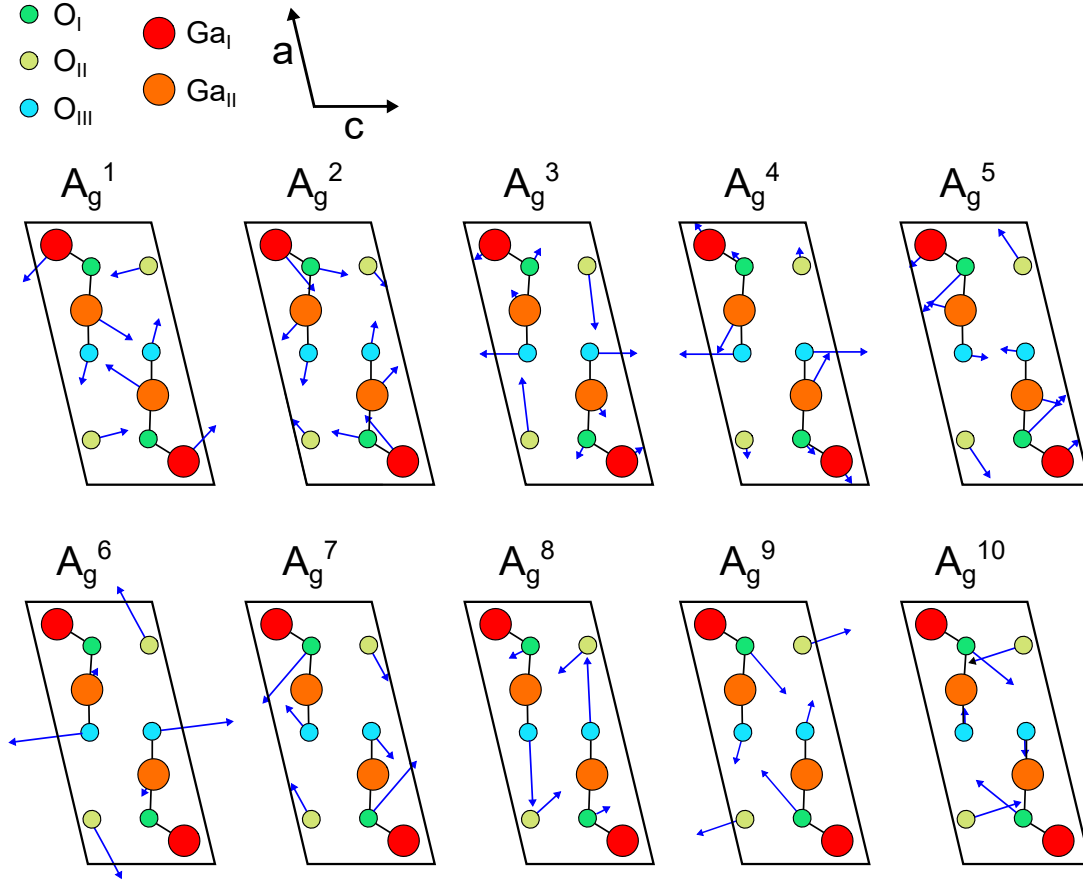 O_I
O_II
O_III
Ga_I
Ga_II
a
c
A_g^1
A_g^2
A_g^3
A_g^4
A_g^5
A_g^6
A_g^7
A_g^8
A_g^9
A_g^10